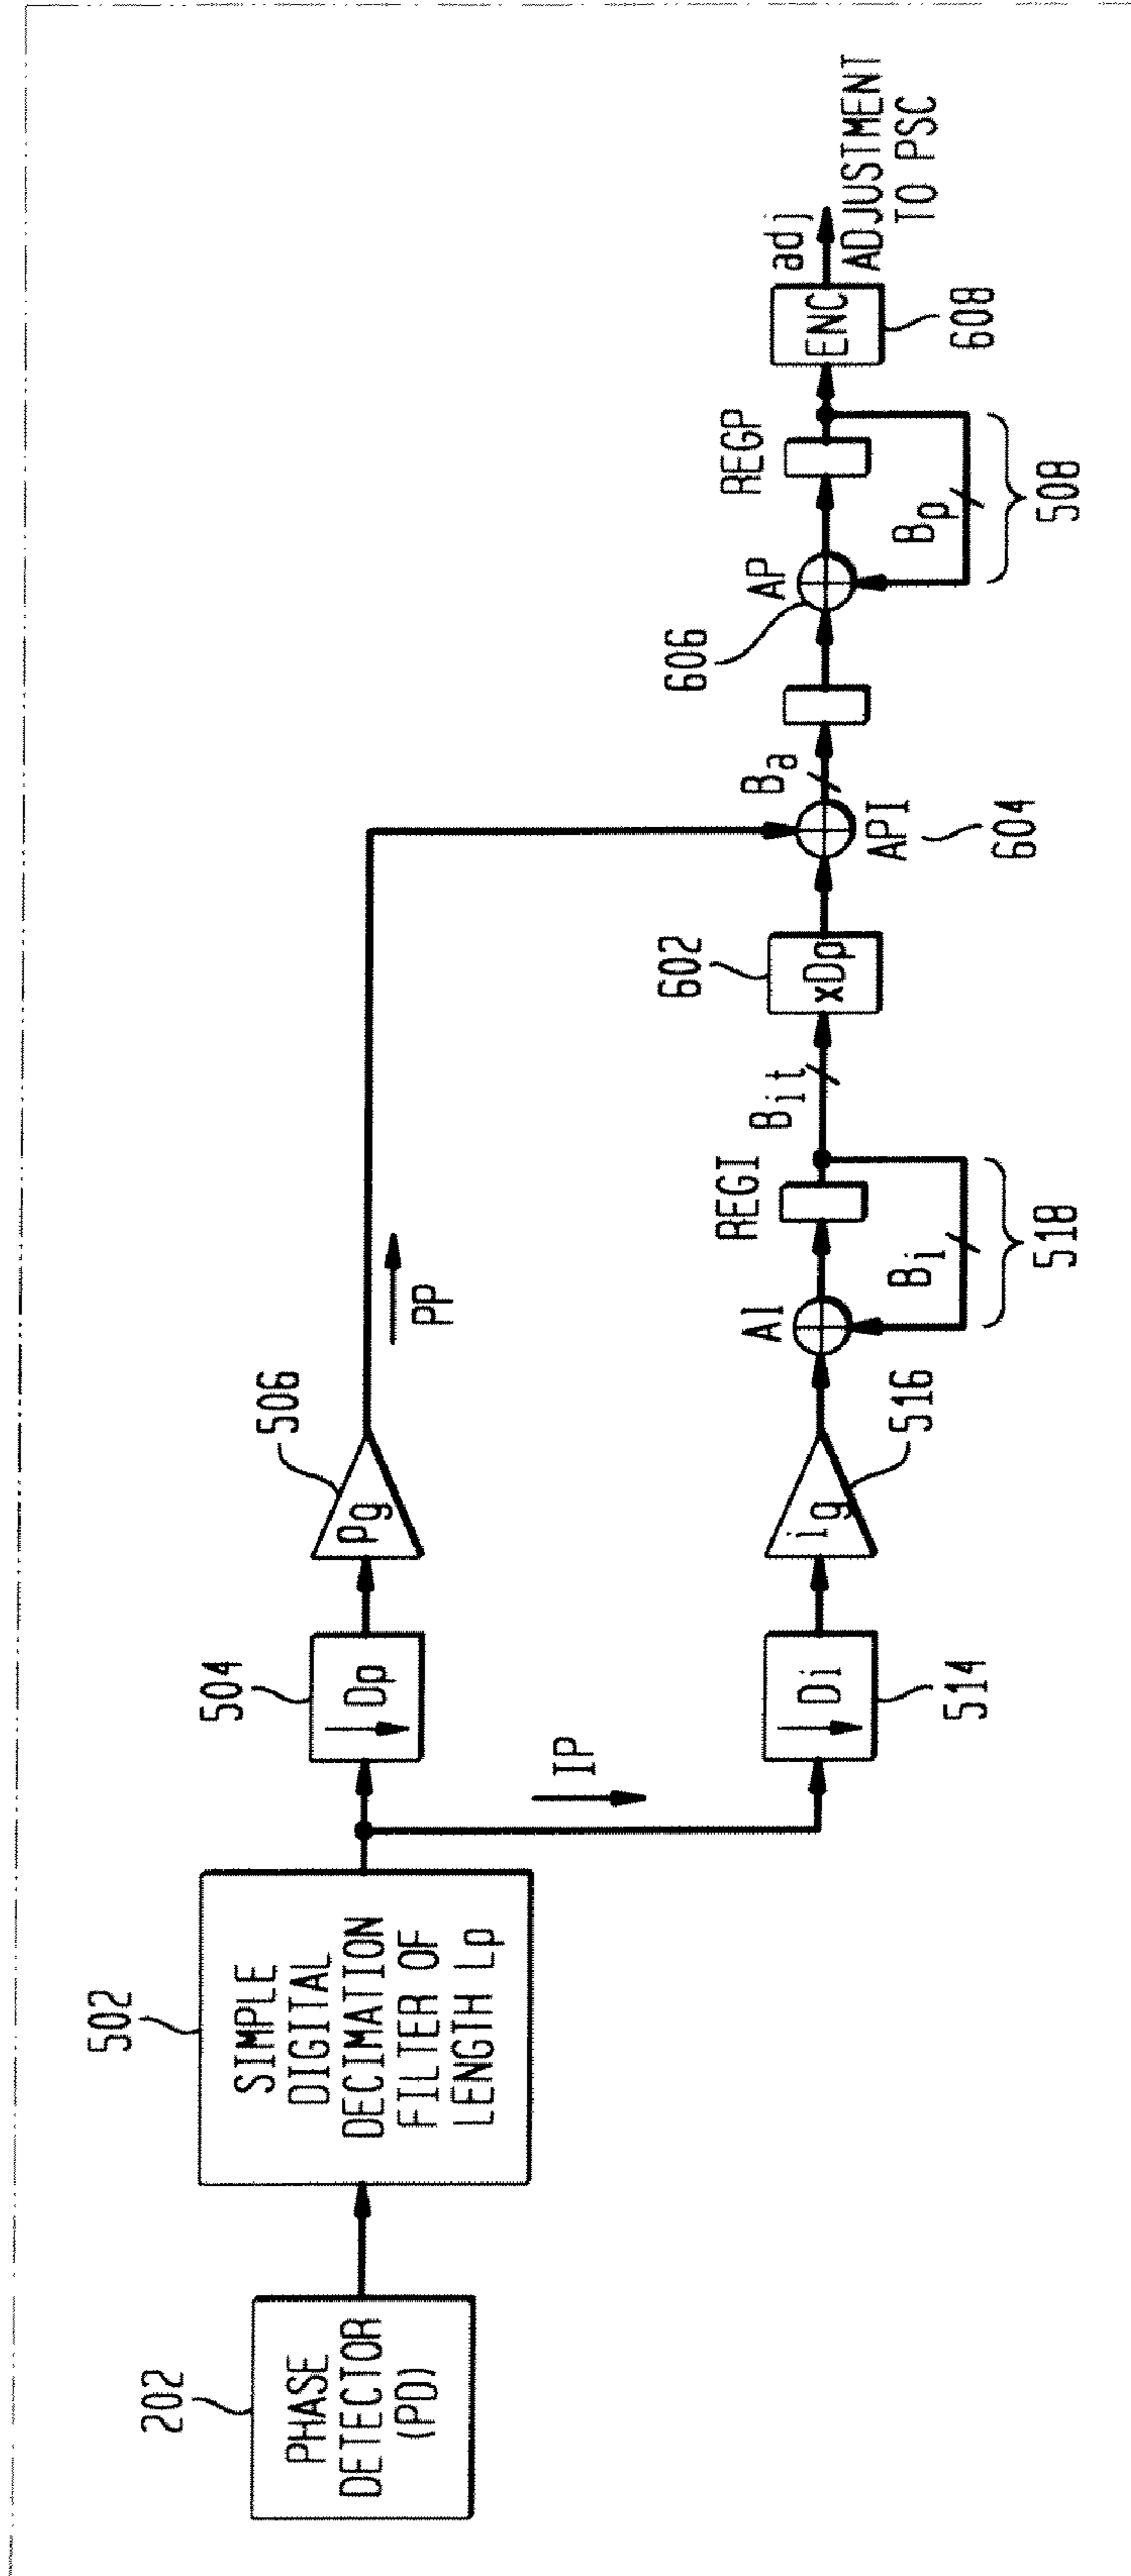 202
PHASE
DETECTOR
(PD)
502
SIMPLE
DIGITAL
DECIMATION
FILTER OF
LENGTH Lp
504
Dp
506
pg
PP
IP
514
Di
516
ig
AI
REGI
Bi
518
Bit
602
xDp
API
604
Ba
606
AP
REGP
Bp
508
ENC
608
adj
ADJUSTMENT
TO PSC